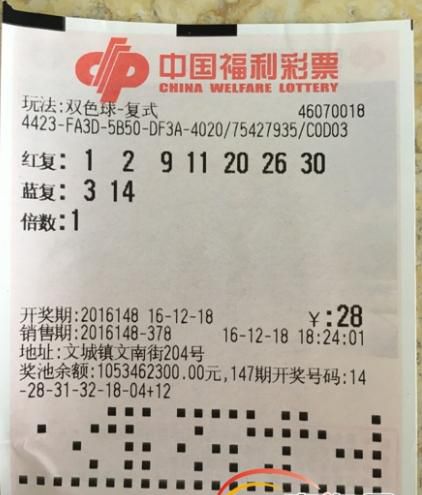 中国福利彩票
CHINA WELFARE LOTTERY
玩法:双色球-复式 46070018
4423-FA3D-5B50-DF3A-4020/75427935/C0D03
红复: 1 2 9 11 20 26 30
蓝复: 3 14
倍数:1
开奖期:2016148 16-12-18 ¥:28
销售期:2016148-378 16-12-18 18:24:01
地址:文城镇文南街204号
奖池余额:1053462300.00元,147期开奖号码:14
-28-31-32-18-04+12